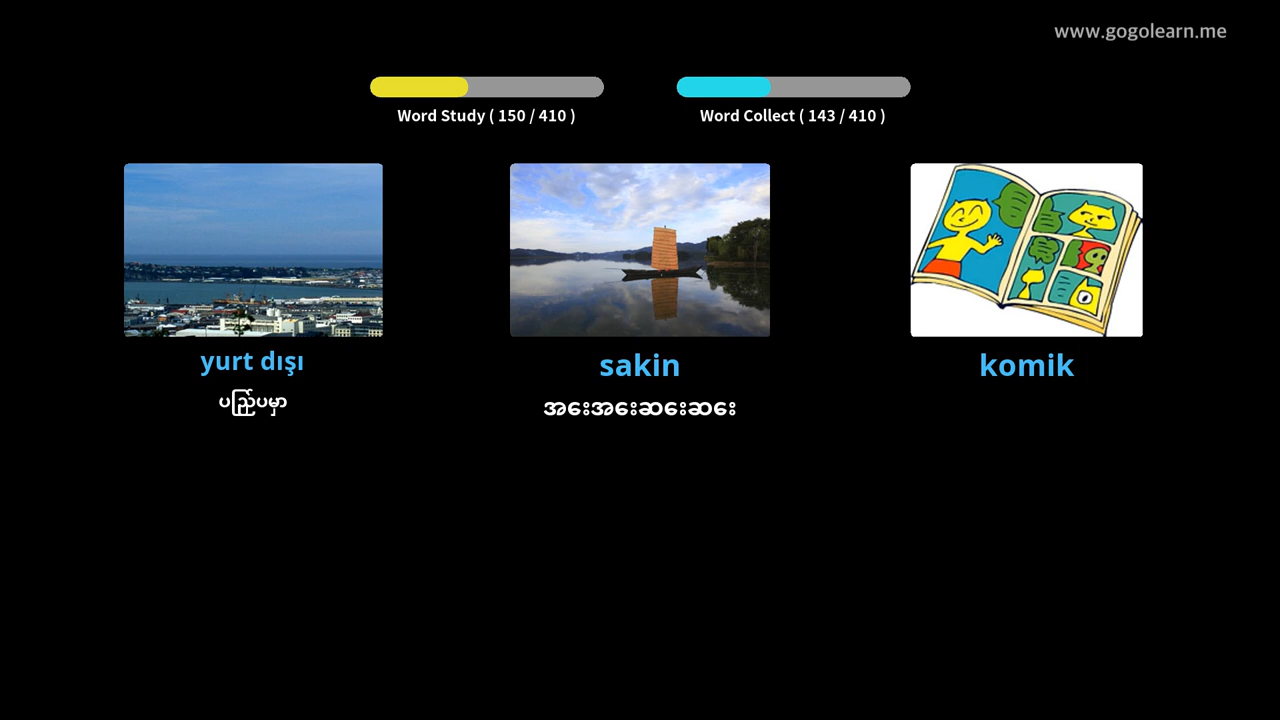 www.gogolearn.me
Word Study ( 150 / 410 )
Word Collect ( 143 / 410 )
yurt dışı
sakin
komik
ပြည်ပမှာ
အေးအေးဆေးဆေး